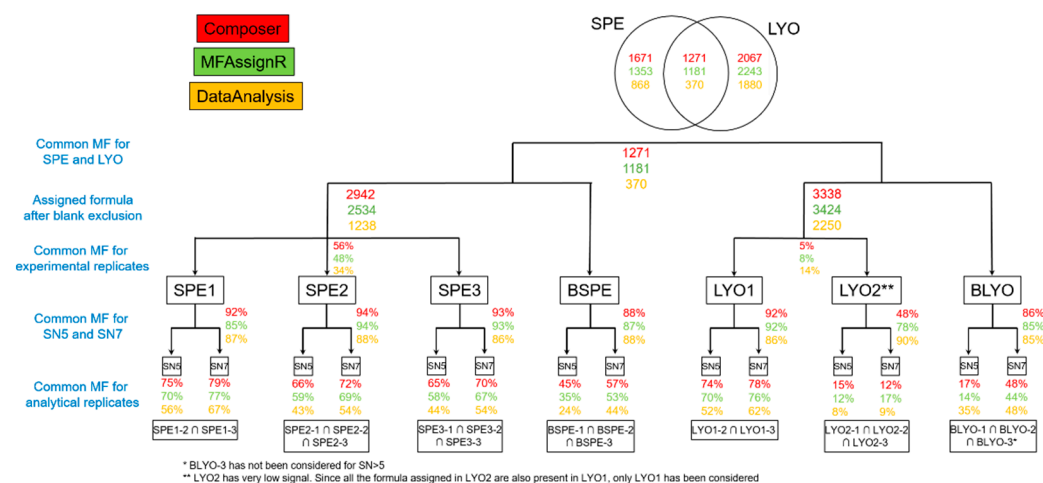 Composer
MFAssignR
DataAnalysis
SPE
LYO
1671 1271 2067
1353 1181 2243
868 370 1880
Common MF for
SPE and LYO
1271
1181
370
Assigned formula
after blank exclusion
2942
2534
1238
3338
3424
2250
Common MF for
experimental replicates
56%
48%
34%
5%
8%
14%
SPE1 SPE2 SPE3 BSPE LYO1 LYO2** BLYO
Common MF for
SN5 and SN7
92% 94% 93% 88% 92% 48% 86%
85% 94% 93% 87% 92% 78% 85%
87% 88% 86% 88% 86% 90% 85%
SN5 SN7 SN5 SN7 SN5 SN7 SN5 SN7 SN5 SN7 SN5 SN7 SN5 SN7
Common MF for
analytical replicates
75% 79% 66% 72% 65% 70% 45% 57% 74% 78% 15% 12% 17% 48%
70% 77% 59% 69% 58% 67% 35% 53% 70% 76% 12% 17% 14% 44%
56% 67% 43% 54% 44% 54% 24% 44% 52% 62% 8% 9% 35% 48%
SPE1-2 ∩ SPE1-3
SPE2-1 ∩ SPE2-2
∩ SPE2-3
SPE3-1 ∩ SPE3-2
∩ SPE3-3
BSPE-1 ∩ BSPE-2
∩ BSPE-3
LYO1-2 ∩ LYO1-3
LYO2-1 ∩ LYO2-2
∩ LYO2-3
BLYO-1 ∩ BLYO-2
∩ BLYO-3*
* BLYO-3 has not been considered for SN>5
** LYO2 has very low signal. Since all the formula assigned in LYO2 are also present in LYO1, only LYO1 has been considered